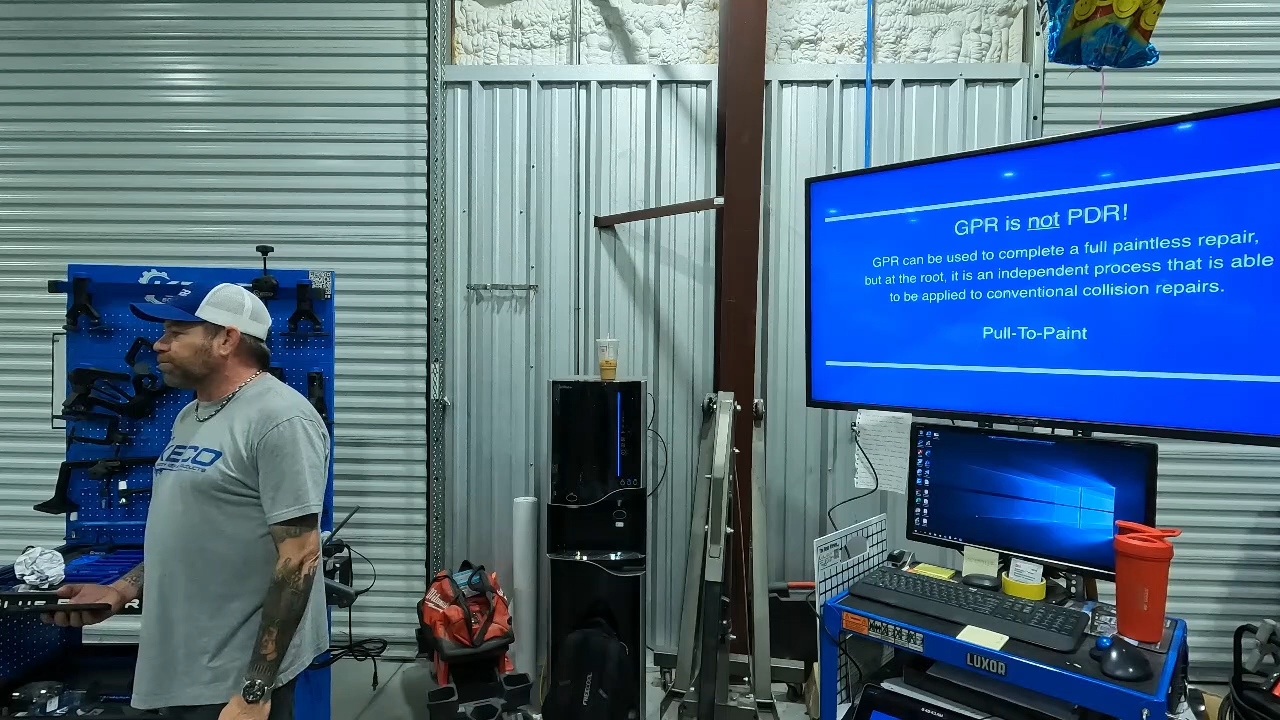 GPR is not PDR!
GPR can be used to complete a full paintless repair,
but at the root, it is an independent process that is able
to be applied to conventional collision repairs.
Pull-To-Paint
KECO
Milwaukee
LUXOR